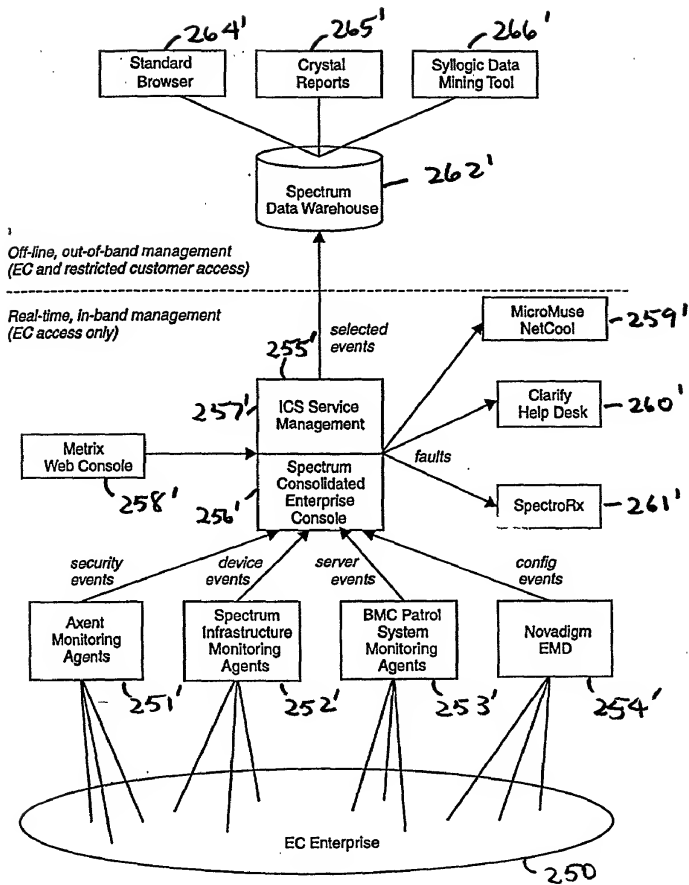 264'
265'
266'
Standard
Browser
Crystal
Reports
Syllogic Data
Mining Tool
262'
Spectrum
Data Warehouse
Off-line, out-of-band management
(EC and restricted customer access)
Real-time, in-band management
(EC access only)
selected
events
255'
MicroMuse
NetCool
259'
257'
ICS Service
Management
Clarify
Help Desk
260'
Metrix
Web Console
258'
256'
Spectrum
Consolidated
Enterprise
Console
faults
SpectroRx
261'
security
events
device
events
server
events
config
events
Axent
Monitoring
Agents
251'
Spectrum
Infrastructure
Monitoring
Agents
252'
BMC Patrol
System
Monitoring
Agents
253'
Novadigm
EMD
254'
EC Enterprise
250